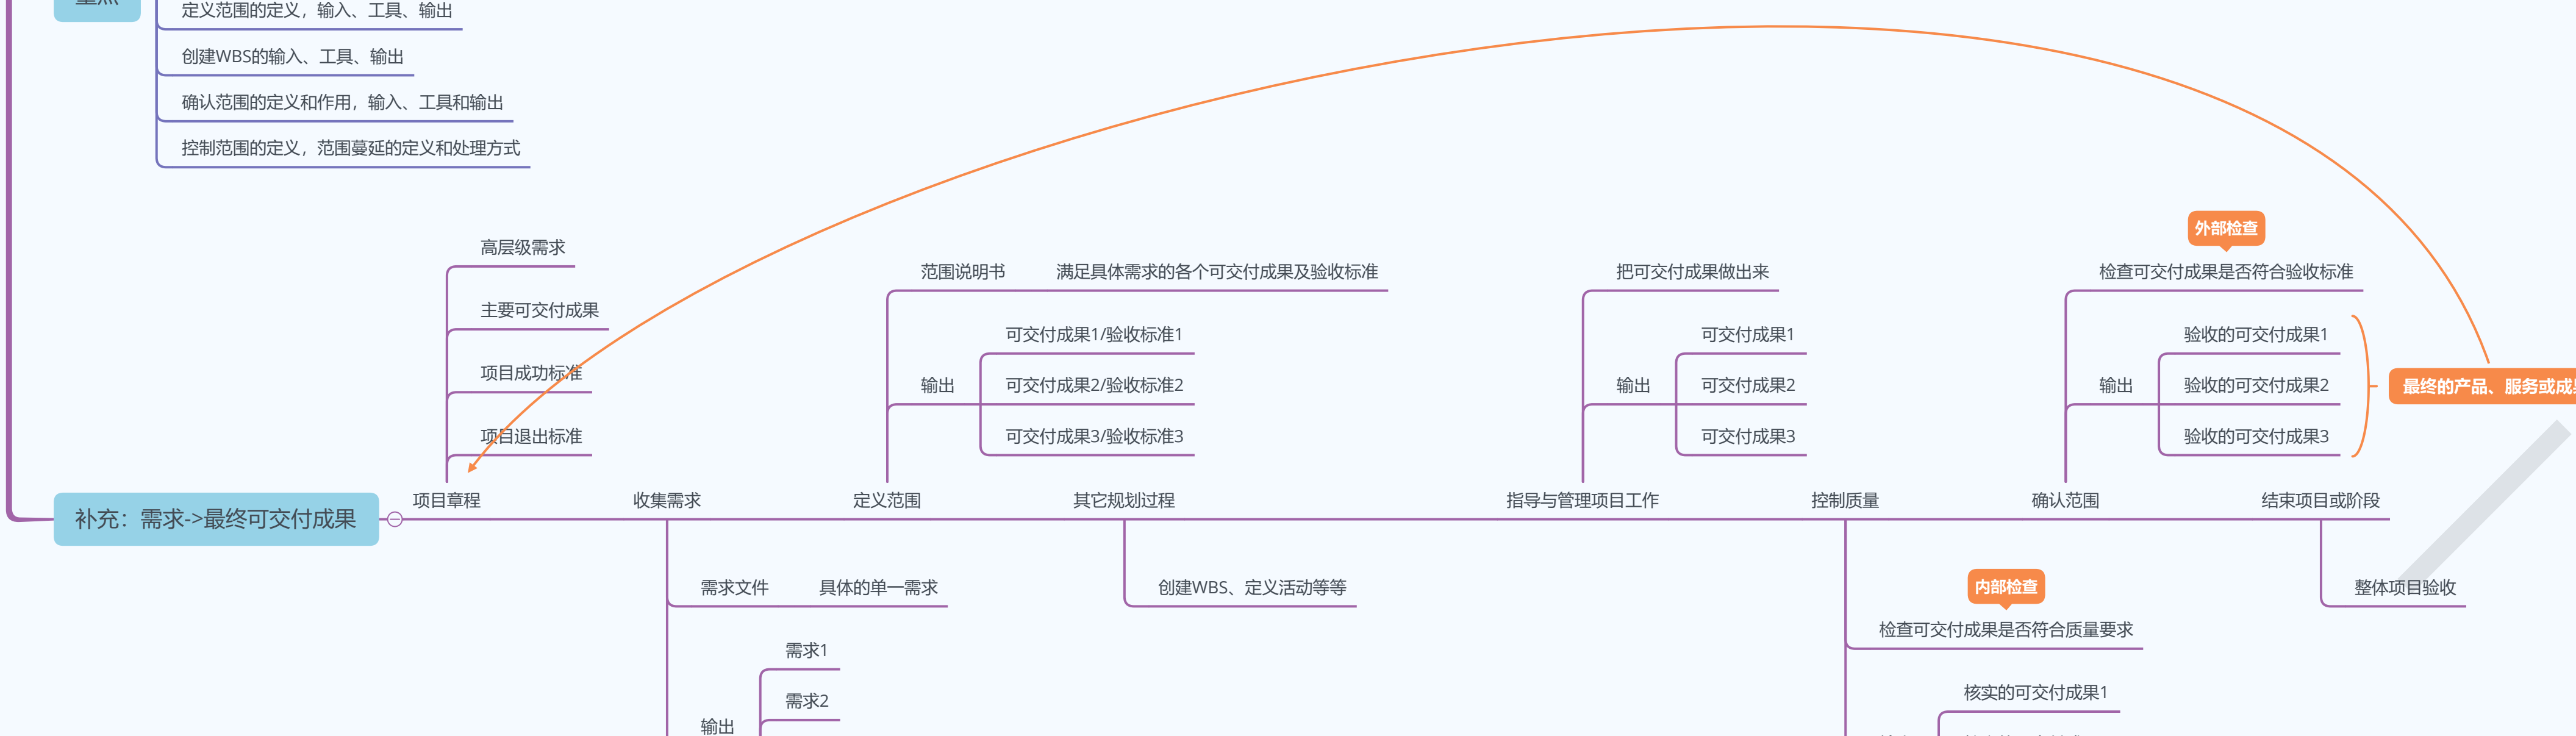 重点
定义范围的定义，输入、工具、输出
创建WBS的输入、工具、输出
确认范围的定义和作用，输入、工具和输出
控制范围的定义，范围蔓延的定义和处理方式
补充：需求->最终可交付成果
项目章程
高层级需求
主要可交付成果
项目成功标准
项目退出标准
收集需求
需求文件
具体的单一需求
输出
需求1
需求2
定义范围
范围说明书
满足具体需求的各个可交付成果及验收标准
输出
可交付成果1/验收标准1
可交付成果2/验收标准2
可交付成果3/验收标准3
其它规划过程
创建WBS、定义活动等等
指导与管理项目工作
把可交付成果做出来
输出
可交付成果1
可交付成果2
可交付成果3
控制质量
内部检查
检查可交付成果是否符合质量要求
核实的可交付成果1
确认范围
外部检查
检查可交付成果是否符合验收标准
输出
验收的可交付成果1
验收的可交付成果2
验收的可交付成果3
最终的产品、服务或成果
结束项目或阶段
整体项目验收